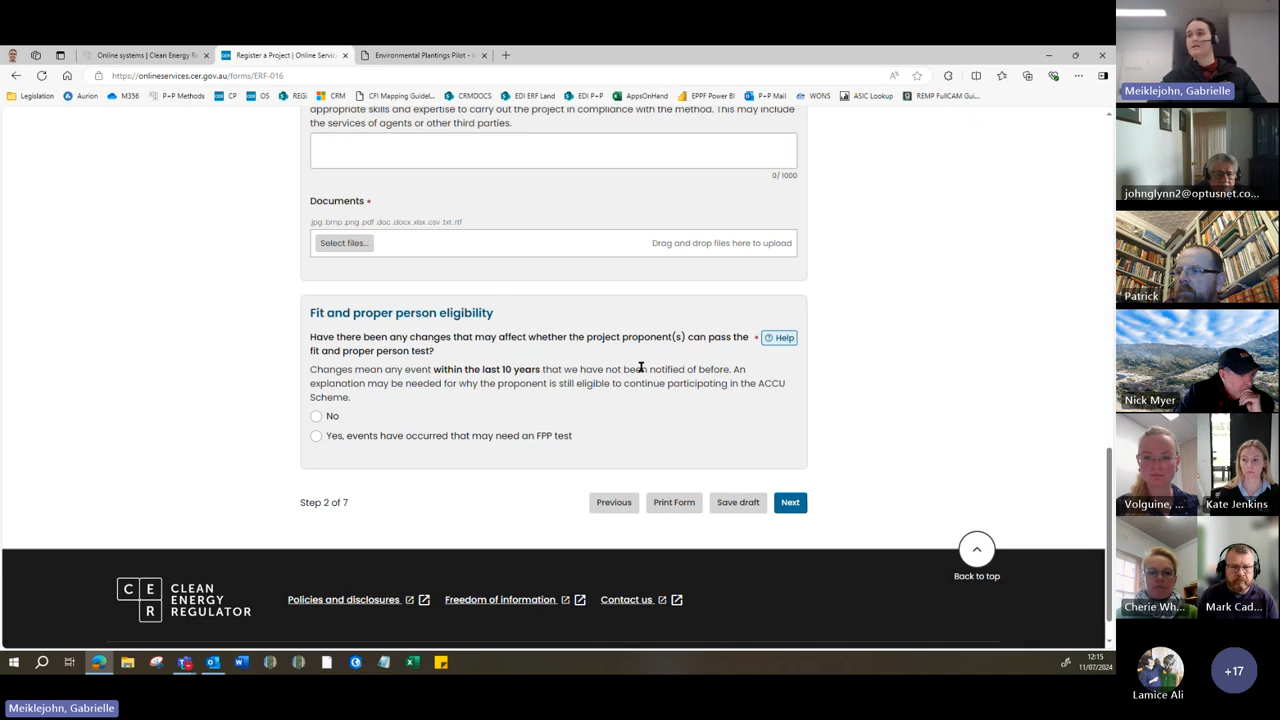 Online systems | Clean Energy Re
Register a Project | Online Service
Environmental Plantings Pilot -
https://onlineservices.cer.gov.au/forms/ERF-016
Legislation
Aurion
M356
P+P Methods
CP
OS
REGI
CRM
CFI Mapping Guidel...
CRMDOCS
EDI ERF Land
EDI P+P
AppsOnHand
EPPF Power BI
P+P Mail
WONS
ASIC Lookup
REMP FullCAM Gui...
appropriate skills and expertise to carry out the project in compliance with the method. This may include
the services of agents or other third parties.
0/ 1000
Documents *
.jpg .bmp .png .pdf .doc .docx .xlsx .csv .txt .rtf
Select files...
Drag and drop files here to upload
Fit and proper person eligibility
Have there been any changes that may affect whether the project proponent(s) can pass the * Help
fit and proper person test?
Changes mean any event within the last 10 years that we have not been notified of before. An
explanation may be needed for why the proponent is still eligible to continue participating in the ACCU
Scheme.
No
Yes, events have occurred that may need an FPP test
Step 2 of 7
Previous
Print Form
Save draft
Next
Back to top
CER
CLEAN
ENERGY
REGULATOR
Policies and disclosures
Freedom of information
Contact us
12:15
11/07/2024
Meiklejohn, Gabrielle
Meiklejohn, Gabrielle
johnglynn2@optusnet.co...
Patrick
Nick Myer
Volguine, ...
Kate Jenkins
Cherie Wh...
Mark Cad...
Lamice Ali
+17